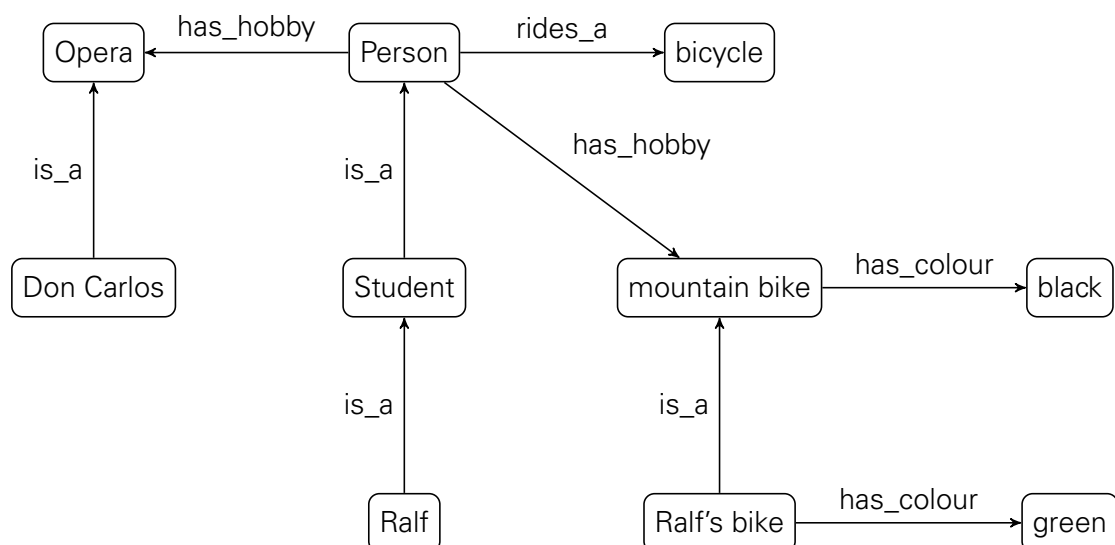 has_hobby
rides_a
Opera
Person
bicycle
has_hobby
is_a
is_a
has_colour
Don Carlos
Student
mountain bike
black
is_a
is_a
has_colour
Ralf
Ralf's bike
green